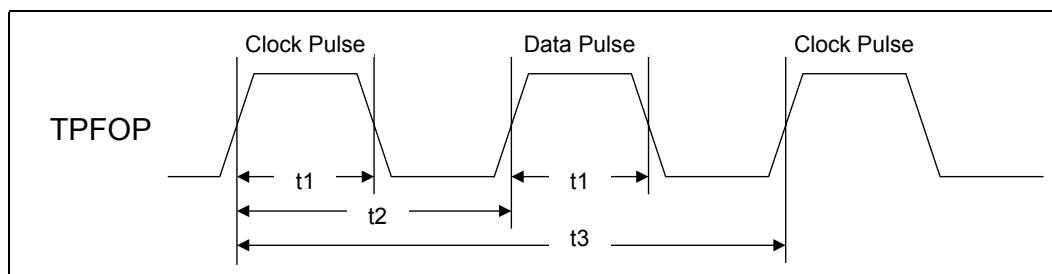 Clock Pulse
Data Pulse
Clock Pulse
TPFOP
t1
t1
t2
t3